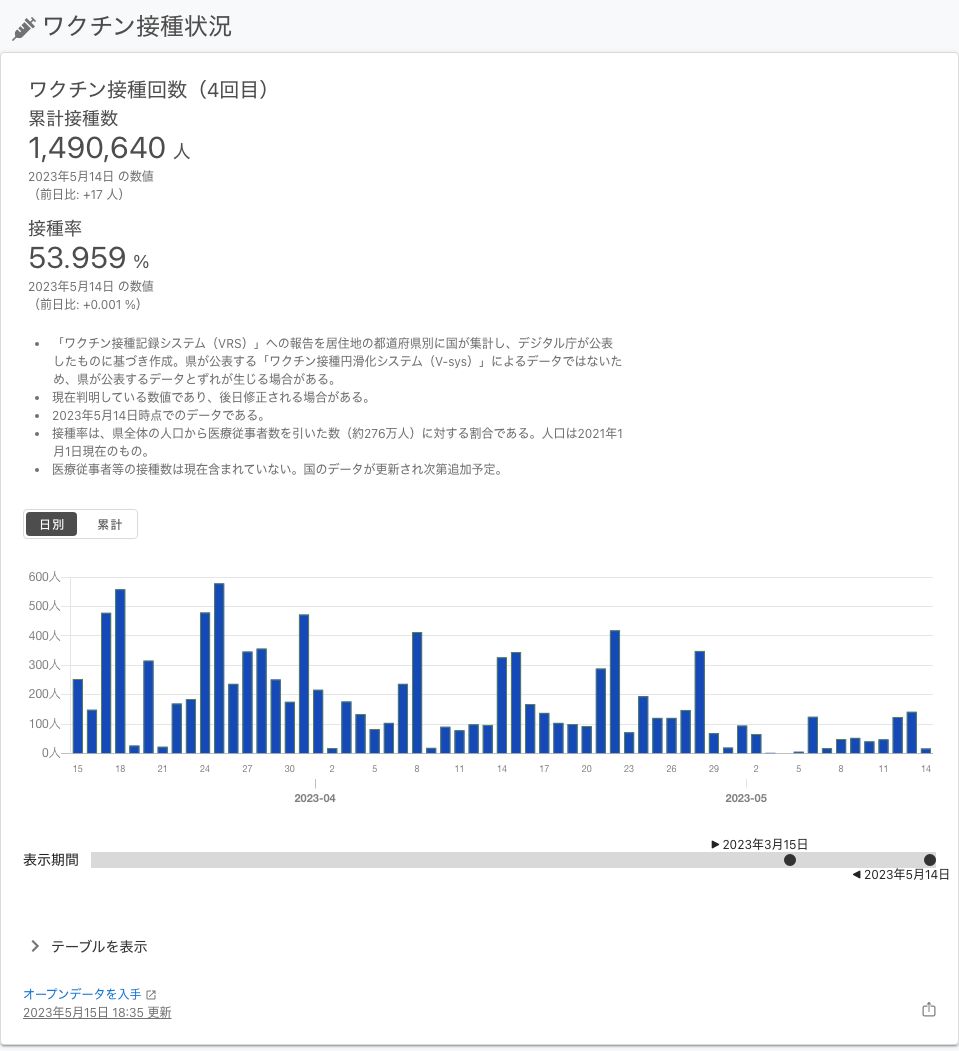 ワクチン接種状況
ワクチン接種回数（4回目）
累計接種数
1,490,640 人
2023年5月14日 の数値
（前日比: +17 人）
接種率
53.959 %
2023年5月14日 の数値
（前日比: +0.001 %）
• 「ワクチン接種記録システム（VRS）」への報告を居住地の都道府県別に国が集計し、デジタル庁が公表
したものに基づき作成。県が公表する「ワクチン接種円滑化システム（V-sys）」によるデータではないた
め、県が公表するデータとずれが生じる場合がある。
• 現在判明している数値であり、後日修正される場合がある。
• 2023年5月14日時点でのデータである。
• 接種率は、県全体の人口から医療従事者数を引いた数（約276万人）に対する割合である。人口は2021年1
月1日現在のもの。
• 医療従事者等の接種数は現在含まれていない。国のデータが更新され次第追加予定。
日別 累計
600人
500人
400人
300人
200人
100人
0人
15 18 21 24 27 30 2 5 8 11 14 17 20 23 26 29 2 5 8 11 14
2023-04 2023-05
▶ 2023年3月15日
表示期間
◀ 2023年5月14日
テーブルを表示
オープンデータを入手
2023年5月15日 18:35 更新